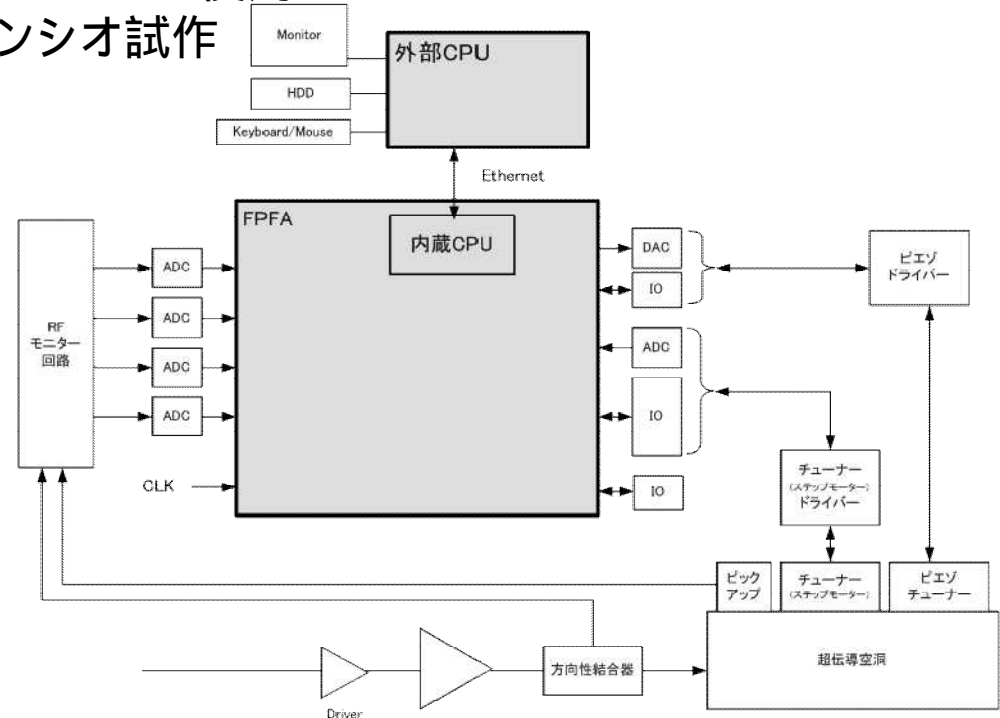 ンシオ試作
Monitor
外部CPU
HDD
Keyboard/Mouse
Ethernet
FPFA
内蔵CPU
ADC
ADC
ADC
ADC
RF
モニター
回路
CLK
DAC
IO
ADC
IO
IO
ピエゾ
ドライバー
チューナー
(ステップモーター)
ドライバー
ピック
アップ
チューナー
(ステップモーター)
ピエゾ
チューナー
超伝導空洞
方向性結合器
Driver